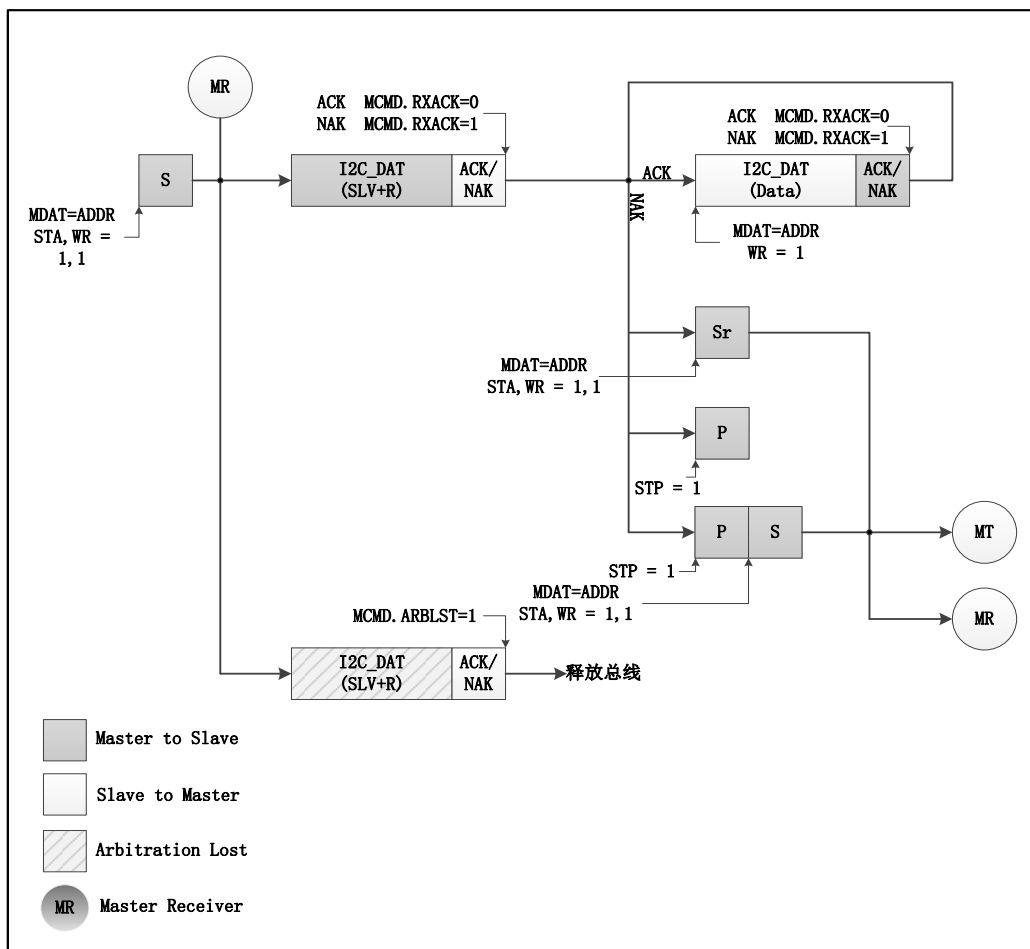 MR
ACK MCMD.RXACK=0
NAK MCMD.RXACK=1
S
I2C_DAT
(SLV+R)
ACK/
NAK
MDAT=ADDR
STA,WR =
1,1
ACK
NAK
ACK MCMD.RXACK=0
NAK MCMD.RXACK=1
I2C_DAT
(Data)
ACK/
NAK
MDAT=ADDR
WR = 1
Sr
MDAT=ADDR
STA,WR = 1,1
P
STP = 1
P
S
STP = 1
MDAT=ADDR
STA,WR = 1,1
MT
MR
MCMD.ARBLST=1
I2C_DAT
(SLV+R)
ACK/
NAK
释放总线
Master to Slave
Slave to Master
Arbitration Lost
MR
Master Receiver